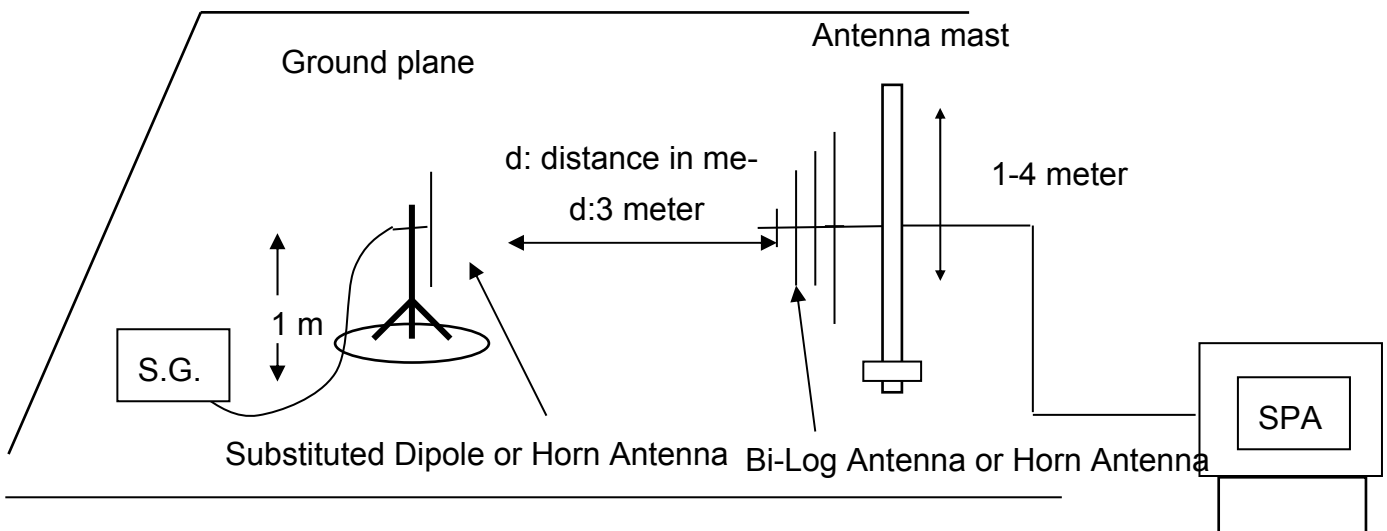 Antenna mast
Ground plane
d: distance in me-
d:3 meter
1-4 meter
1 m
S.G.
SPA
Substituted Dipole or Horn Antenna
Bi-Log Antenna or Horn Antenna